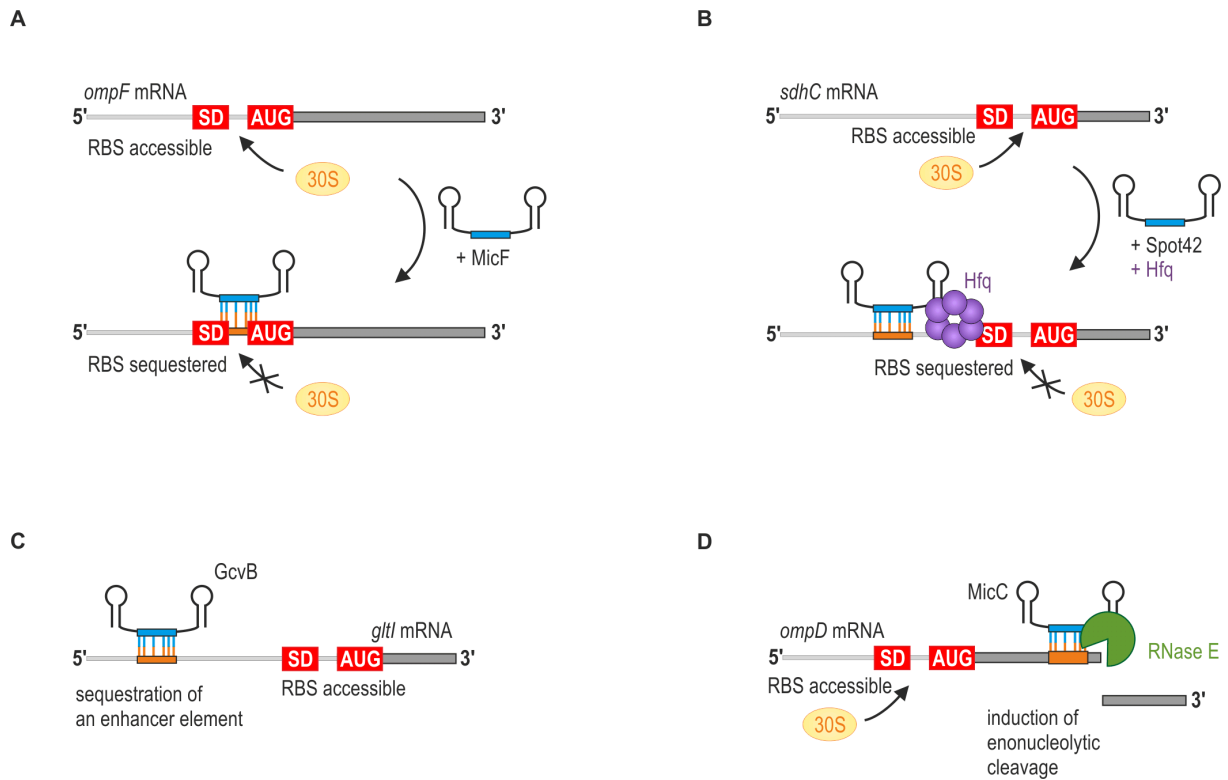 A
ompF mRNA
5' SD AUG 3'
RBS accessible
30S
+ MicF
5' SD AUG 3'
RBS sequestered
30S
B
sdhC mRNA
5' SD AUG 3'
RBS accessible
30S
+ Spot42
+ Hfq
Hfq
5' SD AUG 3'
RBS sequestered
30S
C
GcvB
gltI mRNA
5' SD AUG 3'
RBS accessible
sequestration of
an enhancer element
D
MicC
ompD mRNA
RNase E
5' SD AUG
RBS accessible
30S
3'
induction of
enonucleolytic
cleavage